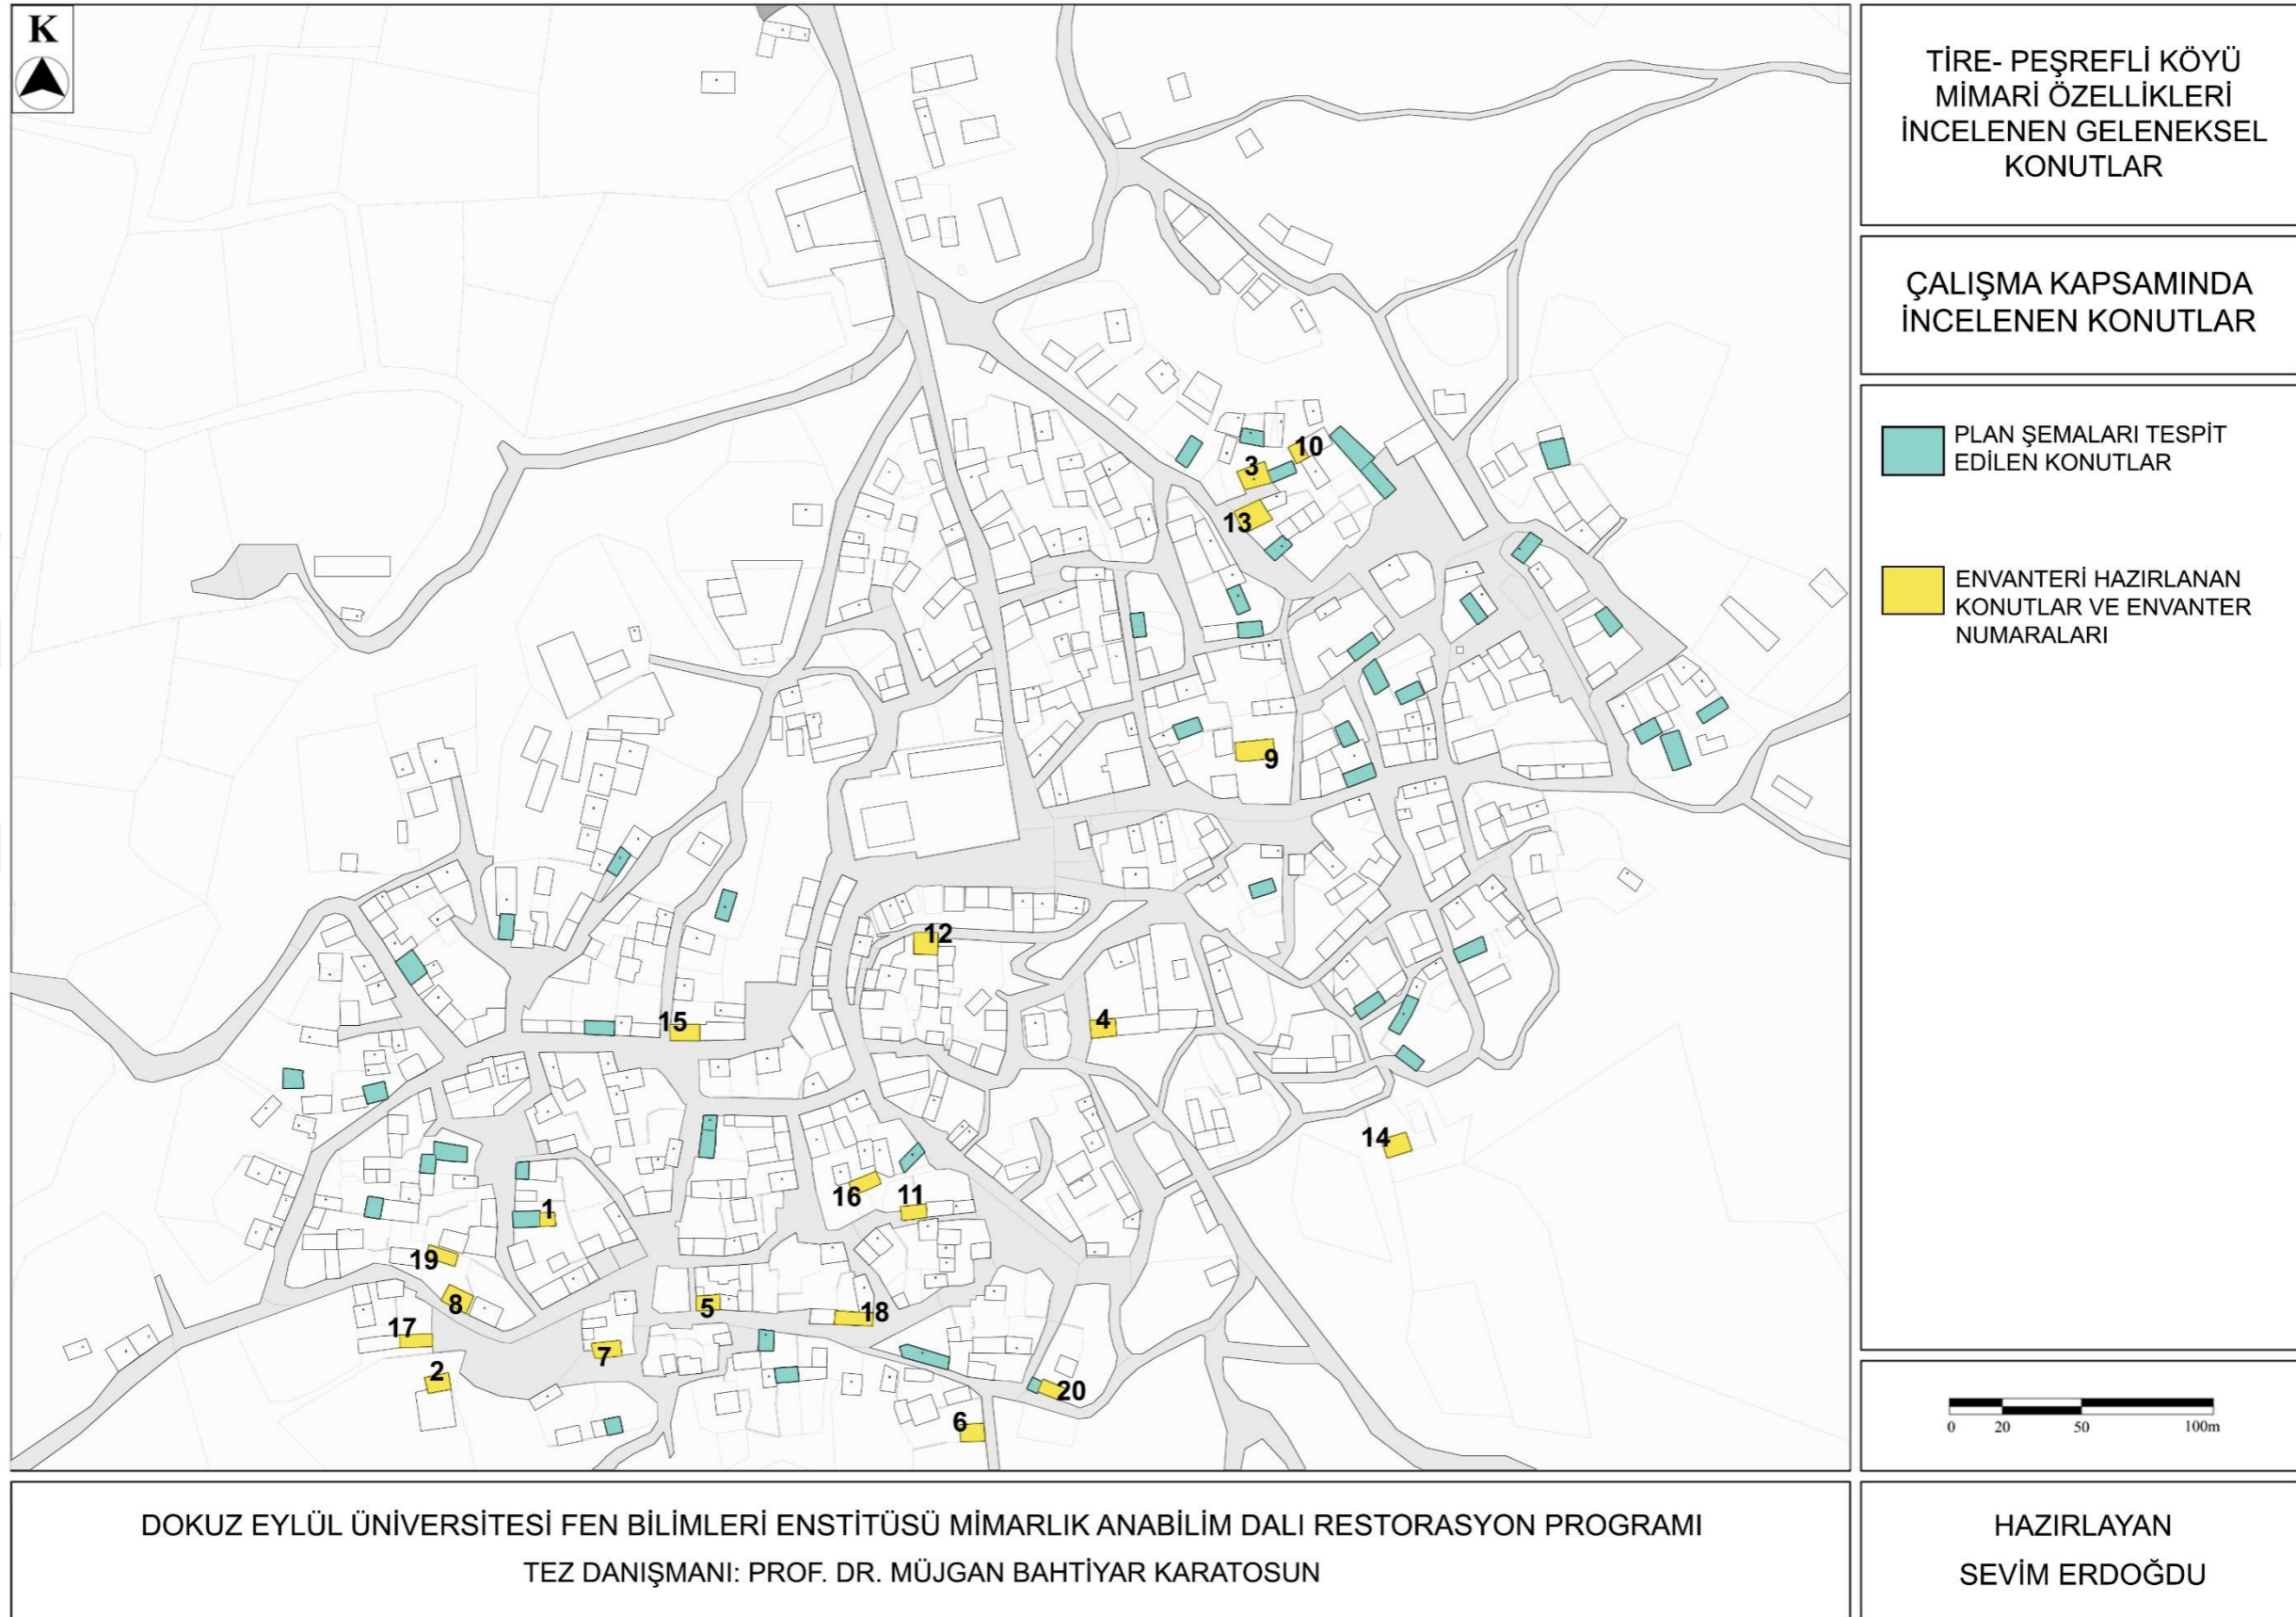 K
TİRE- PEŞREFLİ KÖYÜ
MİMARİ ÖZELLİKLERİ
İNCELENEN GELENEKSEL
KONUTLAR
ÇALIŞMA KAPSAMINDA
İNCELENEN KONUTLAR
PLAN ŞEMALARI TESPİT
EDİLEN KONUTLAR
ENVANTERİ HAZIRLANAN
KONUTLAR VE ENVANTER
NUMARALARI
10
3
13
9
12
15
4
14
16
11
1
19
8
5
18
17
7
2
20
6
0 20 50 100m
DOKUZ EYLÜL ÜNİVERSİTESİ FEN BİLİMLERİ ENSTİTÜSÜ MİMARLIK ANABİLİM DALI RESTORASYON PROGRAMI
TEZ DANIŞMANI: PROF. DR. MÜJGAN BAHTİYAR KARATOSUN
HAZIRLAYAN
SEVİM ERDOĞDU